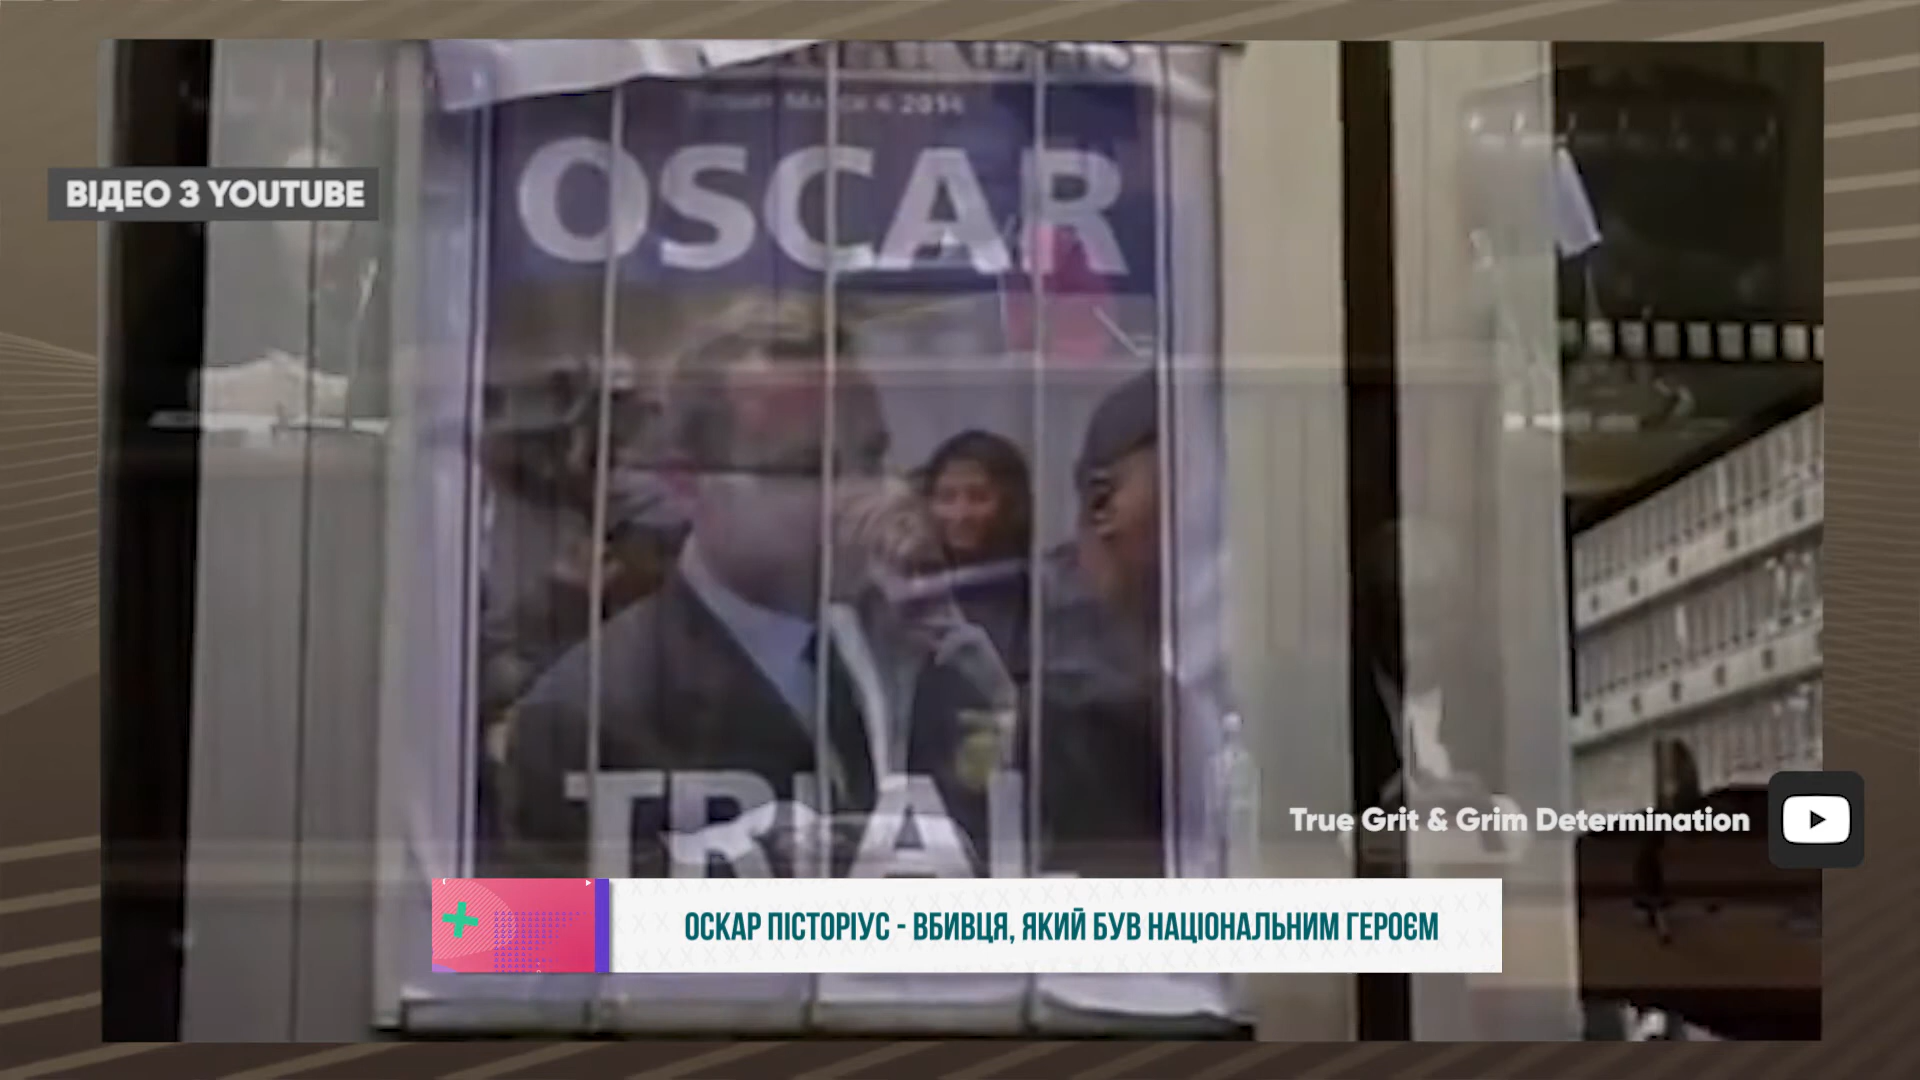 OSCAR
ВІДЕО З YOUTUBE
TRIAL
True Grit & Grim Determination
ОСКАР ПІСТОРІУС - ВБИВЦЯ, ЯКИЙ БУВ НАЦІОНАЛЬНИМ ГЕРОЄМ